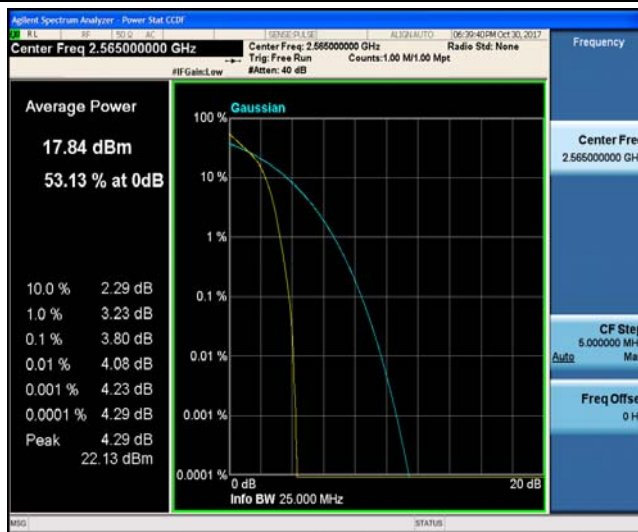 Agilent Spectrum Analyzer - Power Stat CCDF
RL RF 50 Ω AC SENSE:PULSE ALIGN AUTO 06:39:40 PM Oct 30, 2017
Center Freq 2.565000000 GHz
Center Freq: 2.565000000 GHz Radio Std: None
Trig: Free Run Counts:1.00 M/1.00 Mpt
#IFGain:Low #Atten: 40 dB
Frequency
Average Power
17.84 dBm
53.13 % at 0dB
10.0 % 2.29 dB
1.0 % 3.23 dB
0.1 % 3.80 dB
0.01 % 4.08 dB
0.001 % 4.23 dB
0.0001 % 4.29 dB
Peak 4.29 dB
22.13 dBm
Gaussian
100 %
10 %
1 %
0.1 %
0.01 %
0.001 %
0.0001 %
0 dB 20 dB
Info BW 25.000 MHz
Center Fre
2.565000000 GH
CF Ste
5.000000 MH
Auto Ma
Freq Offse
0 H
MSG STATUS